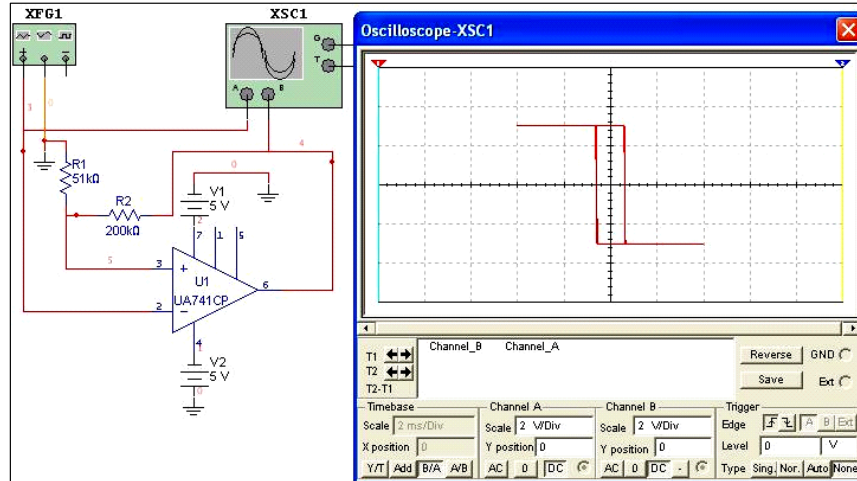 XFG1
XSC1
Oscilloscope-XSC1
G
T
A
B
1
0
4
R1
51kΩ
R2
200kΩ
0
V1
5 V
2
7
1
5
5
3
+
U1
6
2
−
UA741CP
4
1
V2
5 V
0
T1
T2
T2-T1
Channel_B Channel_A
Reverse GND
Save Ext
Timebase
Scale 2 ms/Div
X position 0
Y/T Add B/A A/B
Channel A
Scale 2 V/Div
Y position 0
AC 0 DC
Channel B
Scale 2 V/Div
Y position 0
AC 0 DC -
Trigger
Edge A B Ext
Level 0 V
Type Sing. Nor. Auto None